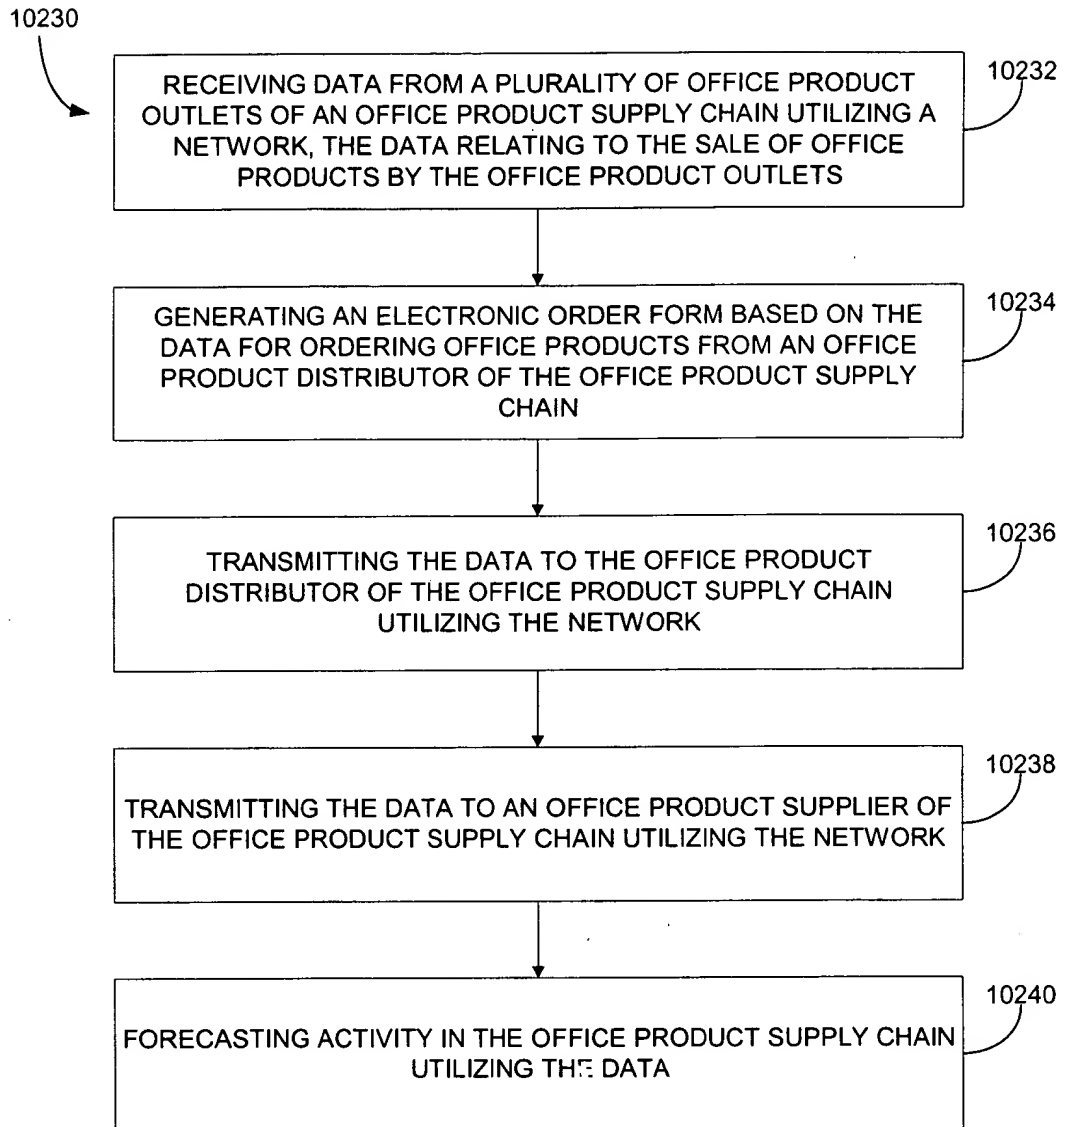 10230
10232
RECEIVING DATA FROM A PLURALITY OF OFFICE PRODUCT
OUTLETS OF AN OFFICE PRODUCT SUPPLY CHAIN UTILIZING A
NETWORK, THE DATA RELATING TO THE SALE OF OFFICE
PRODUCTS BY THE OFFICE PRODUCT OUTLETS
10234
GENERATING AN ELECTRONIC ORDER FORM BASED ON THE
DATA FOR ORDERING OFFICE PRODUCTS FROM AN OFFICE
PRODUCT DISTRIBUTOR OF THE OFFICE PRODUCT SUPPLY
CHAIN
10236
TRANSMITTING THE DATA TO THE OFFICE PRODUCT
DISTRIBUTOR OF THE OFFICE PRODUCT SUPPLY CHAIN
UTILIZING THE NETWORK
10238
TRANSMITTING THE DATA TO AN OFFICE PRODUCT SUPPLIER OF
THE OFFICE PRODUCT SUPPLY CHAIN UTILIZING THE NETWORK
10240
FORECASTING ACTIVITY IN THE OFFICE PRODUCT SUPPLY CHAIN
UTILIZING THE DATA